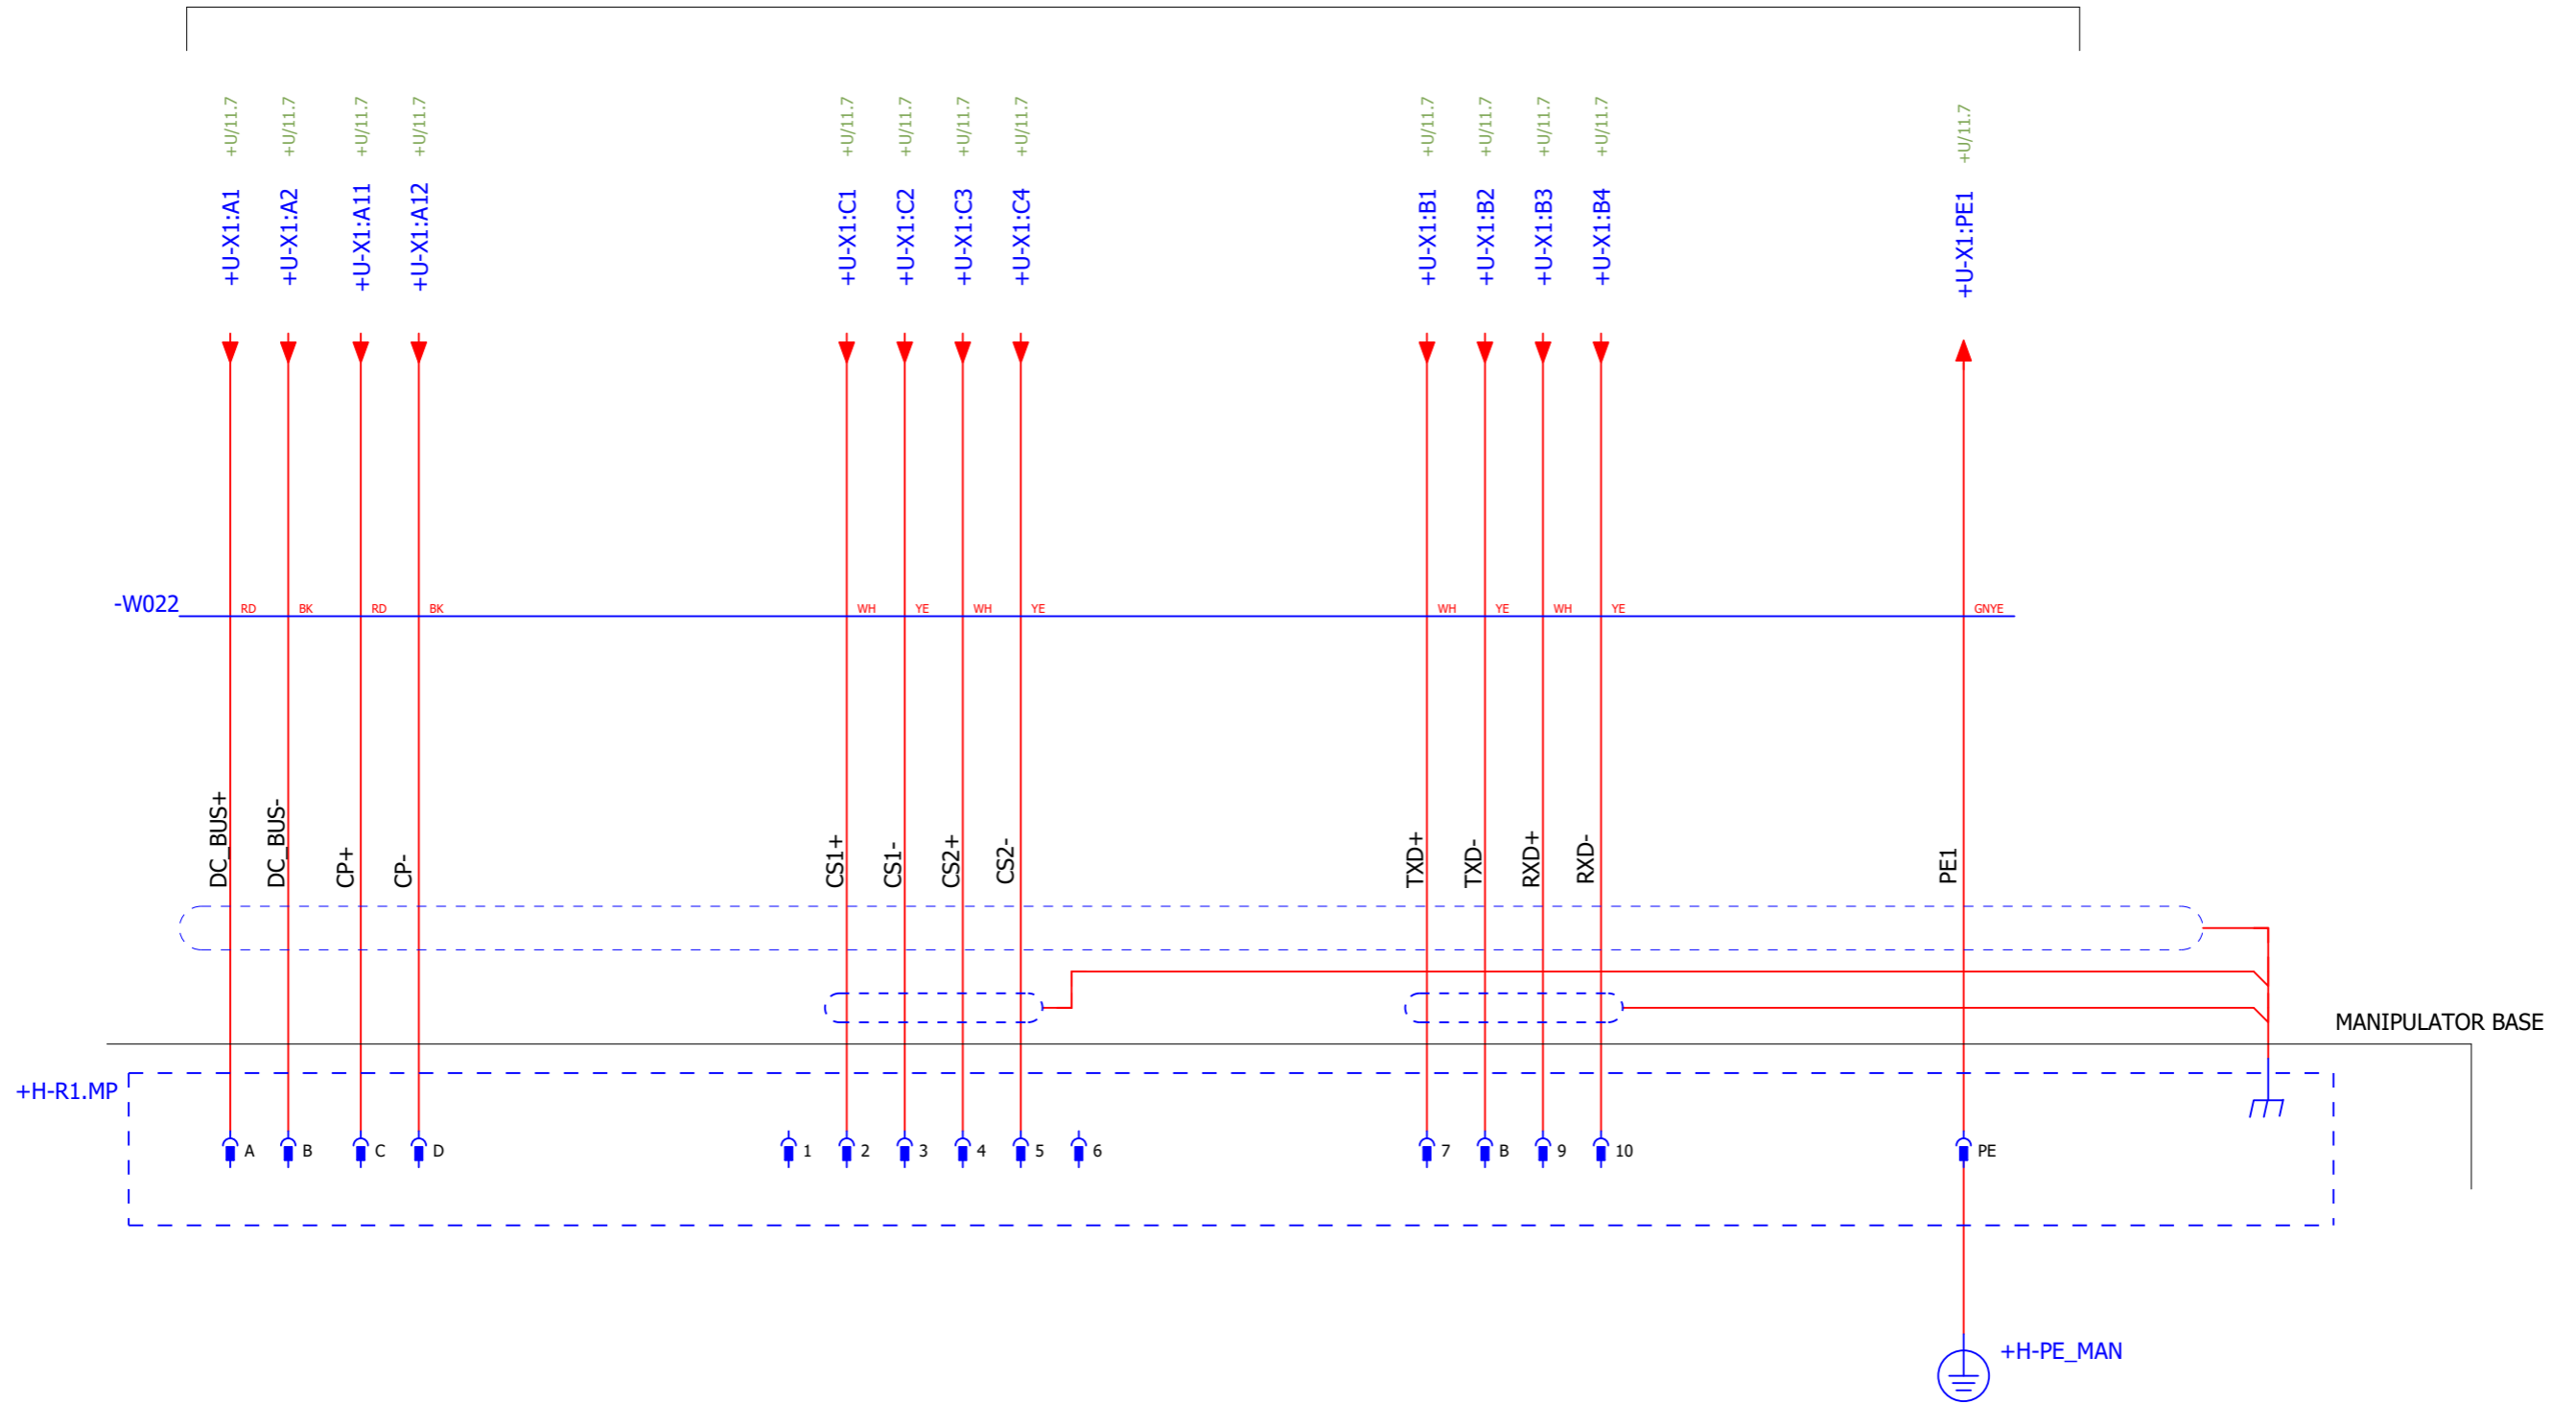 +U/11.7 +U/11.7 +U/11.7 +U/11.7 +U/11.7 +U/11.7 +U/11.7 +U/11.7 +U/11.7 +U/11.7 +U/11.7 +U/11.7 +U/11.7
+U-X1:A1 +U-X1:A2 +U-X1:A11 +U-X1:A12 +U-X1:C1 +U-X1:C2 +U-X1:C3 +U-X1:C4 +U-X1:B1 +U-X1:B2 +U-X1:B3 +U-X1:B4 +U-X1:PE1
-W022 RD BK RD BK WH YE WH YE WH YE WH YE GNYE
DC_BUS+ DC_BUS- CP+ CP- CS1+ CS1- CS2+ CS2- TXD+ TXD- RXD+ RXD- PE1
MANIPULATOR BASE
+H-R1.MP
A B C D 1 2 3 4 5 6 7 B 9 10 PE
+H-PE_MAN